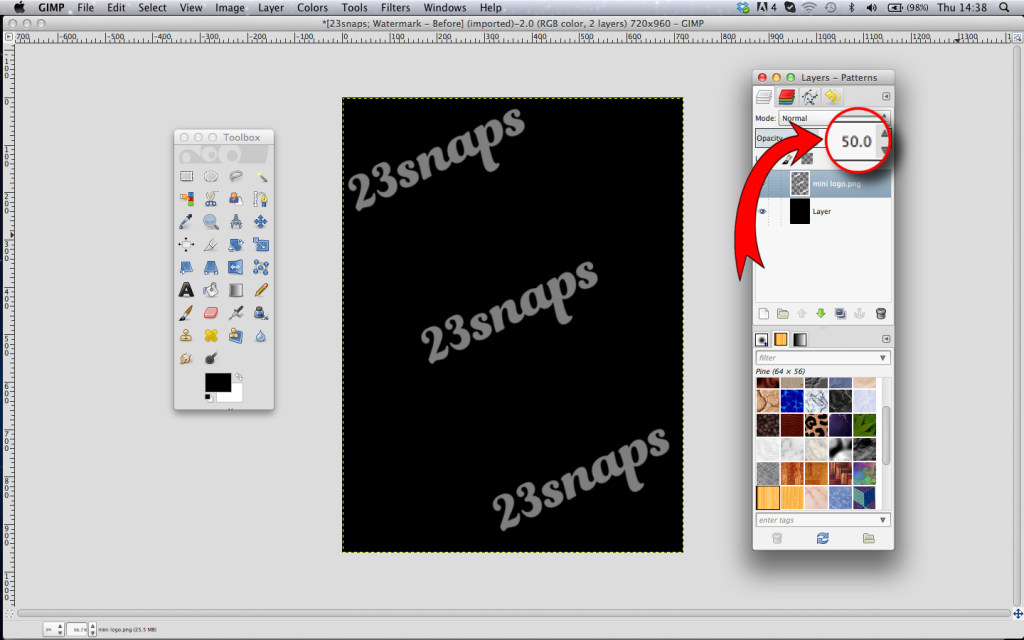 GIMP File Edit Select View Image Layer Colors Tools Filters Windows Help 4 (98%) Thu 14:38
*[23snaps; Watermark - Before] (imported)-2.0 (RGB color, 2 layers) 720x960 – GIMP
-700 -600 -500 -400 -300 -200 -100 0 100 200 300 400 500 600 700 800 900 1000 1100 1200 1300
Toolbox
23snaps
23snaps
23snaps
Layers – Patterns
Mode: Normal
Opacity 50.0
mini logo.png
Layer
filter
Pine (64 × 56)
enter tags
px 66.7% mini logo.png (25.5 MB)